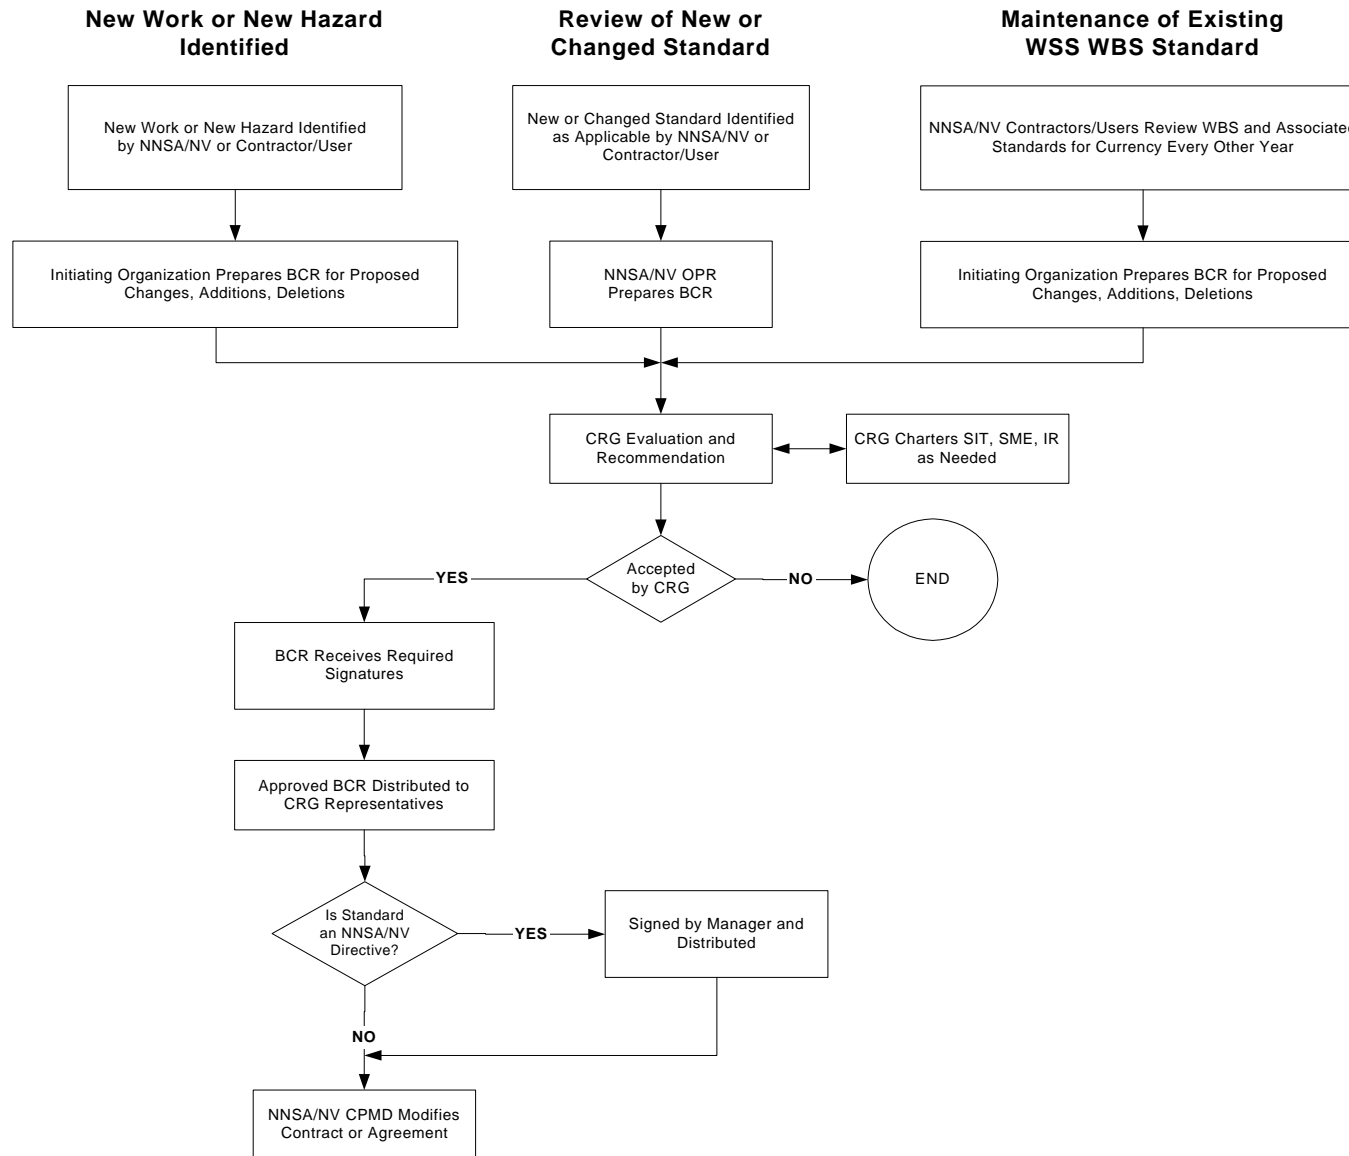 New Work or New Hazard
Identified
Review of New or
Changed Standard
Maintenance of Existing
WSS WBS Standard
New Work or New Hazard Identified
by NNSA/NV or Contractor/User
New or Changed Standard Identified
as Applicable by NNSA/NV or
Contractor/User
NNSA/NV Contractors/Users Review WBS and Associated
Standards for Currency Every Other Year
Initiating Organization Prepares BCR for Proposed
Changes, Additions, Deletions
NNSA/NV OPR
Prepares BCR
Initiating Organization Prepares BCR for Proposed
Changes, Additions, Deletions
CRG Evaluation and
Recommendation
CRG Charters SIT, SME, IR
as Needed
Accepted
by CRG
YES
NO
END
BCR Receives Required
Signatures
Approved BCR Distributed to
CRG Representatives
Is Standard
an NNSA/NV
Directive?
YES
Signed by Manager and
Distributed
NO
NNSA/NV CPMD Modifies
Contract or Agreement